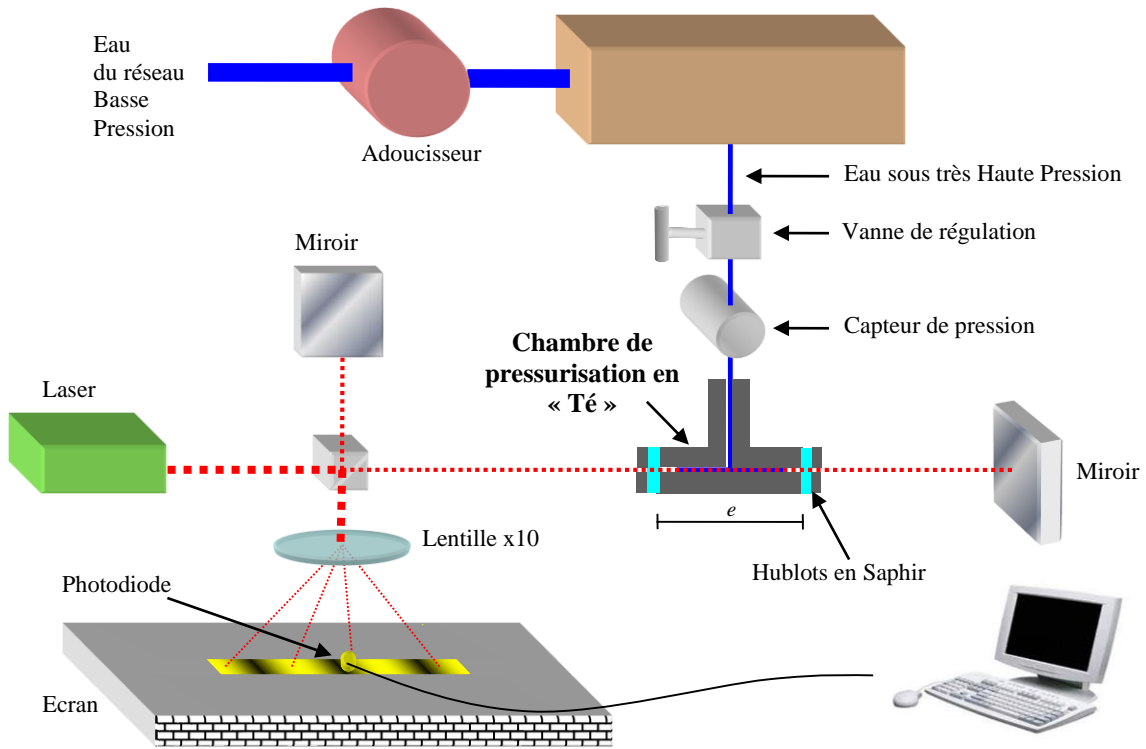 Eau
du réseau
Basse
Pression
Adoucisseur
Eau sous très Haute Pression
Vanne de régulation
Capteur de pression
Miroir
Chambre de
pressurisation en
« Té »
Laser
Miroir
e
Lentille x10
Hublots en Saphir
Photodiode
Ecran